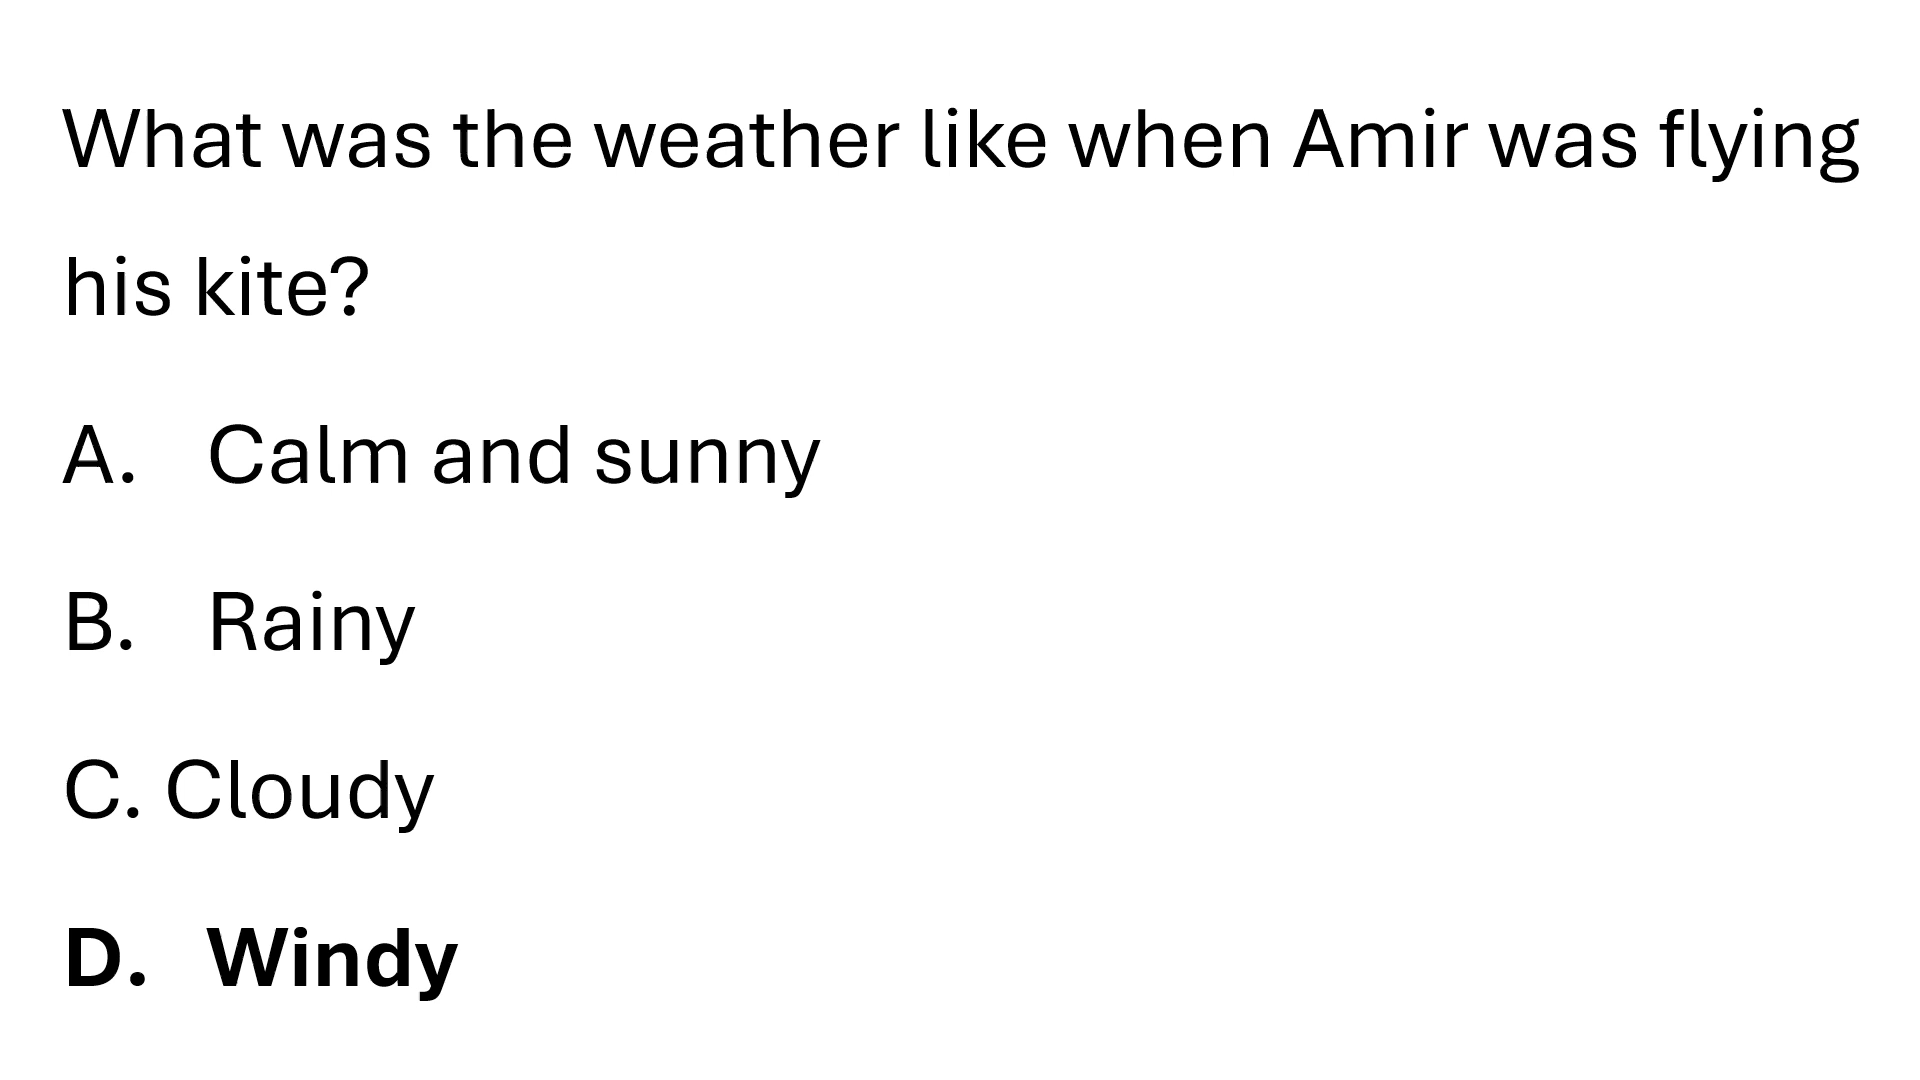 What was the weather like when Amir was flying
his kite?
A. Calm and sunny
B. Rainy
C. Cloudy
D. Windy